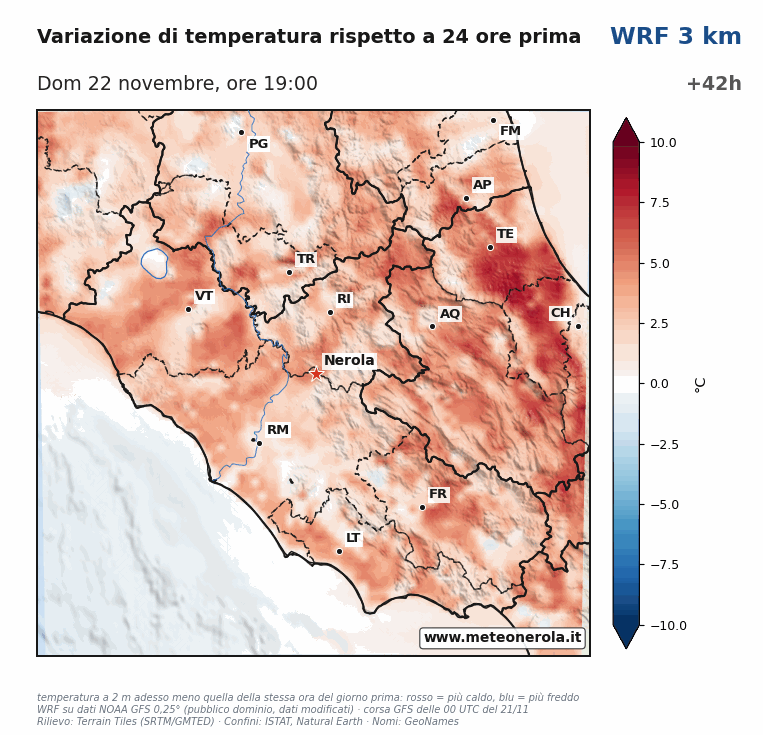 Variazione di temperatura rispetto a 24 ore prima
WRF 3 km
Dom 22 novembre, ore 19:00
+42h
PG
FM
AP
TE
TR
VT
RI
AQ
CH.
Nerola
RM
FR
LT
www.meteonerola.it
10.0
7.5
5.0
2.5
0.0
−2.5
−5.0
−7.5
−10.0
°C
temperatura a 2 m adesso meno quella della stessa ora del giorno prima: rosso = più caldo, blu = più freddo
WRF su dati NOAA GFS 0,25° (pubblico dominio, dati modificati) · corsa GFS delle 00 UTC del 21/11
Rilievo: Terrain Tiles (SRTM/GMTED) · Confini: ISTAT, Natural Earth · Nomi: GeoNames